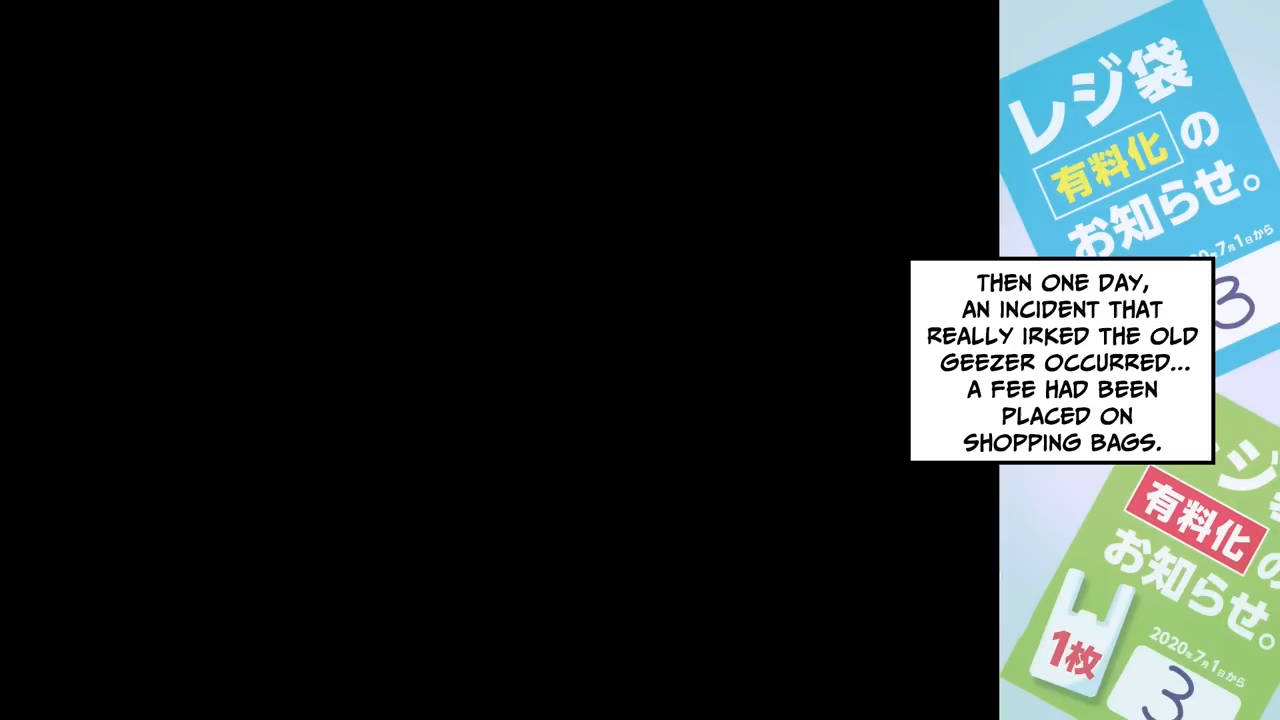 レジ袋
有料化の
お知らせ。
7月1日から
3
THEN ONE DAY,
AN INCIDENT THAT
REALLY IRKED THE OLD
GEEZER OCCURRED...
A FEE HAD BEEN
PLACED ON
SHOPPING BAGS.
ジ
有料化の
お知らせ。
1枚
2020年7月1日から
3